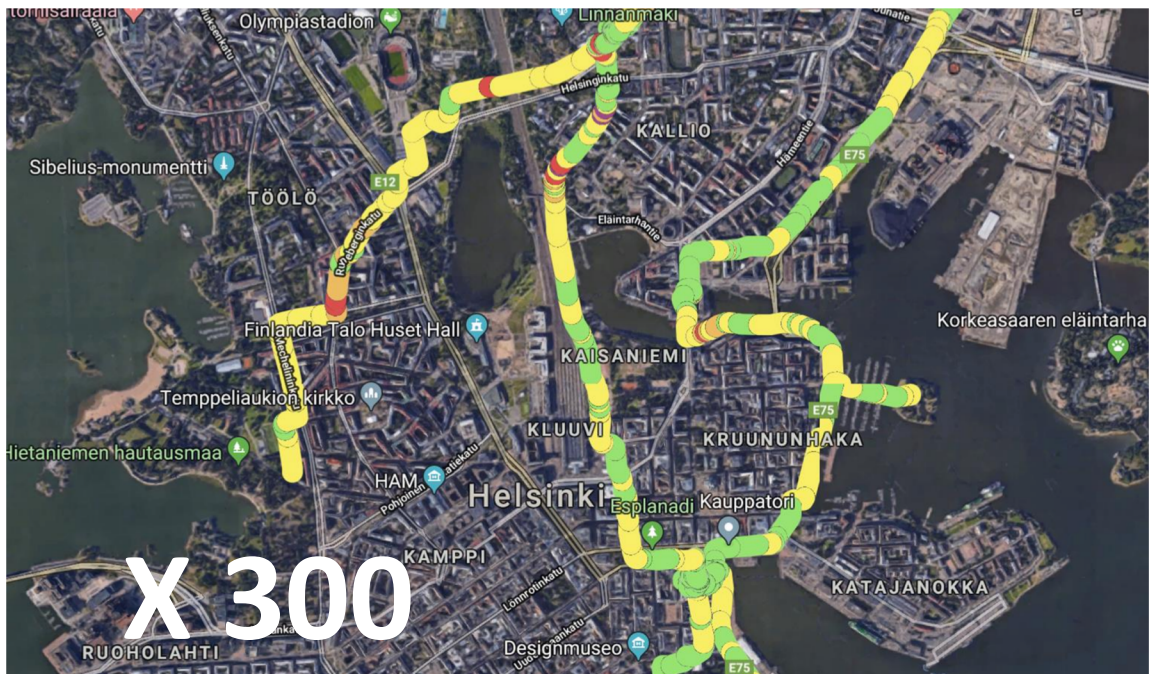 Olympiastadion
Linnanmäki
Helsinginkatu
KALLIO
Hämeentie
E75
Sibelius-monumentti
TÖÖLÖ
E12
Runeberginkatu
Eläintarhantie
Finlandia Talo Huset Hall
Korkeasaaren eläintarha
KAISANIEMI
Mechelininkatu
Temppeliaukion kirkko
E75
KLUUVI
KRUUNUNHAKA
Hietaniemen hautausmaa
HAM
Pohjoinen
Helsinki
Esplanadi
Kauppatori
KAMPPI
X 300
Lönnrotinkatu
KATAJANOKKA
RUOHOLAHTI
Designmuseo
E75